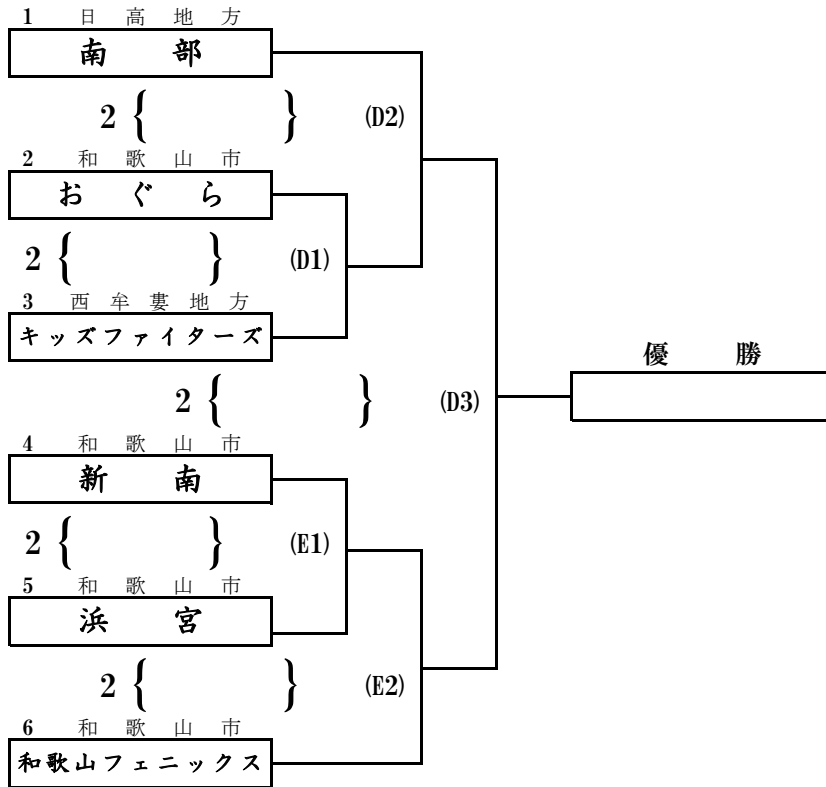 1 日高地方
南部
2 { } (D2)
2 和歌山市
おぐら
2 { } (D1)
3 西牟婁地方
キッズファイターズ
優勝
2 { } (D3)
4 和歌山市
新南
2 { } (E1)
5 和歌山市
浜宮
2 { } (E2)
6 和歌山市
和歌山フェニックス